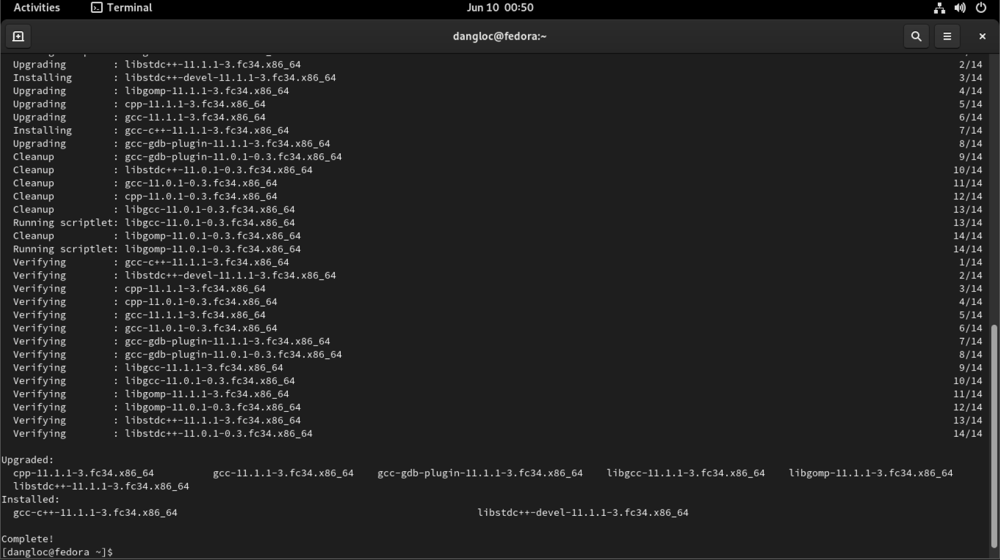 Activities Terminal Jun 10 00:50
dangloc@fedora:~
Upgrading : libstdc++-11.1.1-3.fc34.x86_64 2/14
Installing : libstdc++-devel-11.1.1-3.fc34.x86_64 3/14
Upgrading : libgomp-11.1.1-3.fc34.x86_64 4/14
Upgrading : cpp-11.1.1-3.fc34.x86_64 5/14
Upgrading : gcc-11.1.1-3.fc34.x86_64 6/14
Installing : gcc-c++-11.1.1-3.fc34.x86_64 7/14
Upgrading : gcc-gdb-plugin-11.1.1-3.fc34.x86_64 8/14
Cleanup : gcc-gdb-plugin-11.0.1-0.3.fc34.x86_64 9/14
Cleanup : libstdc++-11.0.1-0.3.fc34.x86_64 10/14
Cleanup : gcc-11.0.1-0.3.fc34.x86_64 11/14
Cleanup : cpp-11.0.1-0.3.fc34.x86_64 12/14
Cleanup : libgcc-11.0.1-0.3.fc34.x86_64 13/14
Running scriptlet: libgcc-11.0.1-0.3.fc34.x86_64 13/14
Cleanup : libgomp-11.0.1-0.3.fc34.x86_64 14/14
Running scriptlet: libgomp-11.0.1-0.3.fc34.x86_64 14/14
Verifying : gcc-c++-11.1.1-3.fc34.x86_64 1/14
Verifying : libstdc++-devel-11.1.1-3.fc34.x86_64 2/14
Verifying : cpp-11.1.1-3.fc34.x86_64 3/14
Verifying : cpp-11.0.1-0.3.fc34.x86_64 4/14
Verifying : gcc-11.1.1-3.fc34.x86_64 5/14
Verifying : gcc-11.0.1-0.3.fc34.x86_64 6/14
Verifying : gcc-gdb-plugin-11.1.1-3.fc34.x86_64 7/14
Verifying : gcc-gdb-plugin-11.0.1-0.3.fc34.x86_64 8/14
Verifying : libgcc-11.1.1-3.fc34.x86_64 9/14
Verifying : libgcc-11.0.1-0.3.fc34.x86_64 10/14
Verifying : libgomp-11.1.1-3.fc34.x86_64 11/14
Verifying : libgomp-11.0.1-0.3.fc34.x86_64 12/14
Verifying : libstdc++-11.1.1-3.fc34.x86_64 13/14
Verifying : libstdc++-11.0.1-0.3.fc34.x86_64 14/14
Upgraded:
cpp-11.1.1-3.fc34.x86_64 gcc-11.1.1-3.fc34.x86_64 gcc-gdb-plugin-11.1.1-3.fc34.x86_64 libgcc-11.1.1-3.fc34.x86_64 libgomp-11.1.1-3.fc34.x86_64
libstdc++-11.1.1-3.fc34.x86_64
Installed:
gcc-c++-11.1.1-3.fc34.x86_64 libstdc++-devel-11.1.1-3.fc34.x86_64
Complete!
[dangloc@fedora ~]$